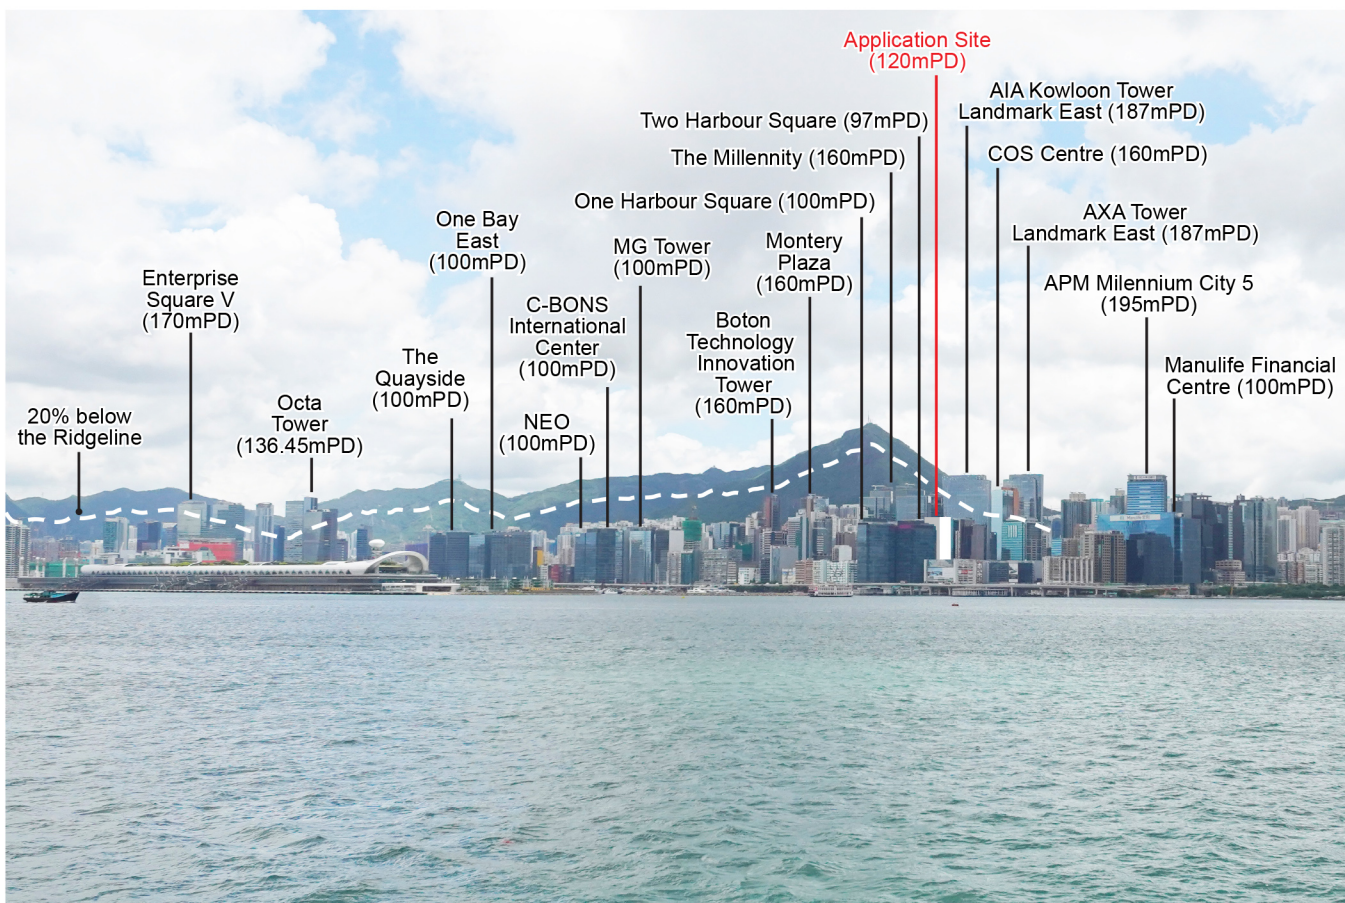 Application Site
(120mPD)
AIA Kowloon Tower
Landmark East (187mPD)
Two Harbour Square (97mPD)
The Millennity (160mPD)
COS Centre (160mPD)
One Harbour Square (100mPD)
AXA Tower
Landmark East (187mPD)
One Bay
East
(100mPD)
MG Tower
(100mPD)
Montery
Plaza
(160mPD)
Enterprise
Square V
(170mPD)
APM Milennium City 5
(195mPD)
C-BONS
International
Center
(100mPD)
Boton
Technology
Innovation
Tower
(160mPD)
The
Quayside
(100mPD)
Manulife Financial
Centre (100mPD)
Octa
Tower
(136.45mPD)
20% below
the Ridgeline
NEO
(100mPD)